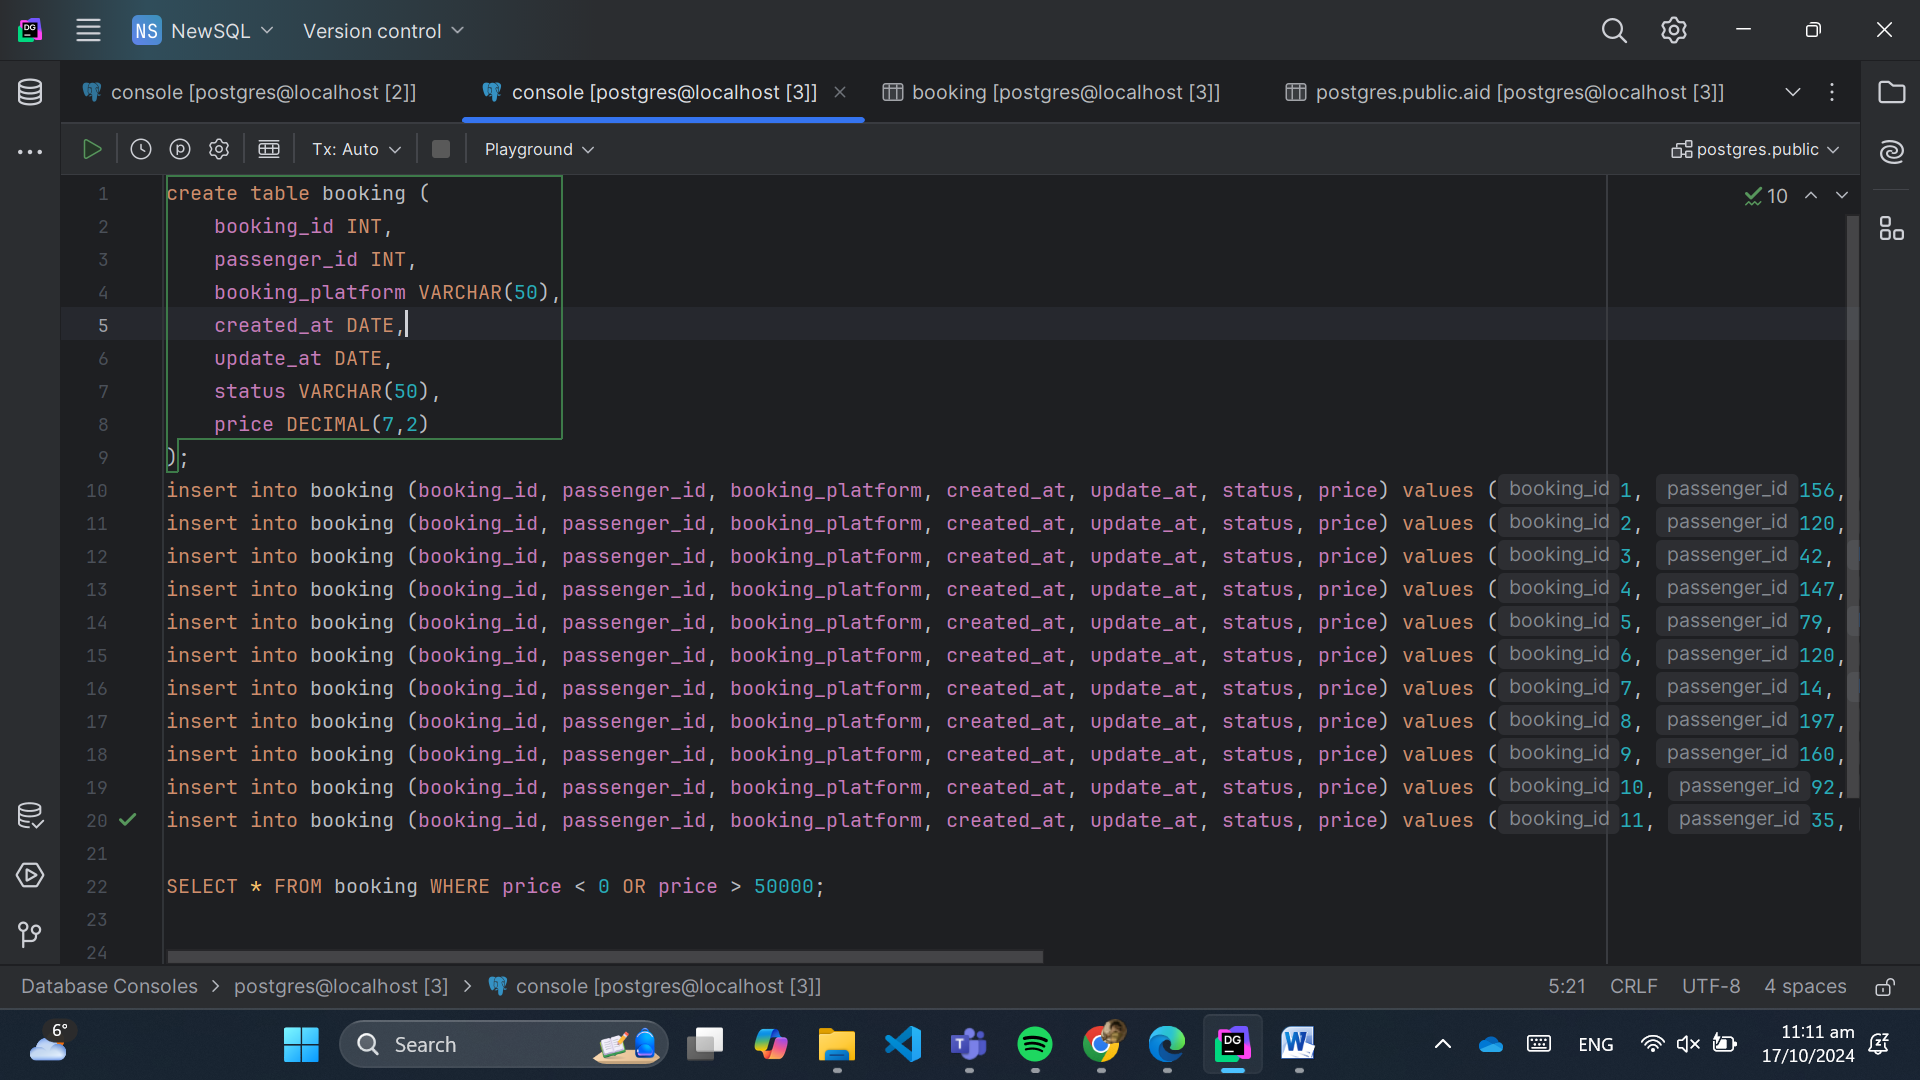 DG NS NewSQL Version control
console [postgres@localhost [2]] console [postgres@localhost [3]] booking [postgres@localhost [3]] postgres.public.aid [postgres@localhost [3]]
Tx: Auto Playground postgres.public
1 create table booking ( 10
2 booking_id INT,
3 passenger_id INT,
4 booking_platform VARCHAR(50),
5 created_at DATE,
6 update_at DATE,
7 status VARCHAR(50),
8 price DECIMAL(7,2)
9 );
10 insert into booking (booking_id, passenger_id, booking_platform, created_at, update_at, status, price) values ( booking_id 1, passenger_id 156,
11 insert into booking (booking_id, passenger_id, booking_platform, created_at, update_at, status, price) values ( booking_id 2, passenger_id 120,
12 insert into booking (booking_id, passenger_id, booking_platform, created_at, update_at, status, price) values ( booking_id 3, passenger_id 42,
13 insert into booking (booking_id, passenger_id, booking_platform, created_at, update_at, status, price) values ( booking_id 4, passenger_id 147,
14 insert into booking (booking_id, passenger_id, booking_platform, created_at, update_at, status, price) values ( booking_id 5, passenger_id 79,
15 insert into booking (booking_id, passenger_id, booking_platform, created_at, update_at, status, price) values ( booking_id 6, passenger_id 120,
16 insert into booking (booking_id, passenger_id, booking_platform, created_at, update_at, status, price) values ( booking_id 7, passenger_id 14,
17 insert into booking (booking_id, passenger_id, booking_platform, created_at, update_at, status, price) values ( booking_id 8, passenger_id 197,
18 insert into booking (booking_id, passenger_id, booking_platform, created_at, update_at, status, price) values ( booking_id 9, passenger_id 160,
19 insert into booking (booking_id, passenger_id, booking_platform, created_at, update_at, status, price) values ( booking_id 10, passenger_id 92,
20 insert into booking (booking_id, passenger_id, booking_platform, created_at, update_at, status, price) values ( booking_id 11, passenger_id 35,
21
22 SELECT * FROM booking WHERE price < 0 OR price > 50000;
23
24
Database Consoles > postgres@localhost [3] > console [postgres@localhost [3]] 5:21 CRLF UTF-8 4 spaces
6° Search DG ENG 11:11 am
17/10/2024